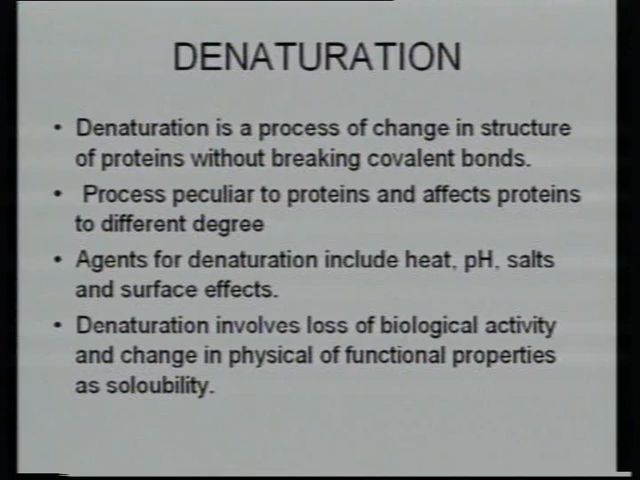 DENATURATION
• Denaturation is a process of change in structure
of proteins without breaking covalent bonds.
• Process peculiar to proteins and affects proteins
to different degree
• Agents for denaturation include heat, pH, salts
and surface effects.
• Denaturation involves loss of biological activity
and change in physical of functional properties
as soloubility.